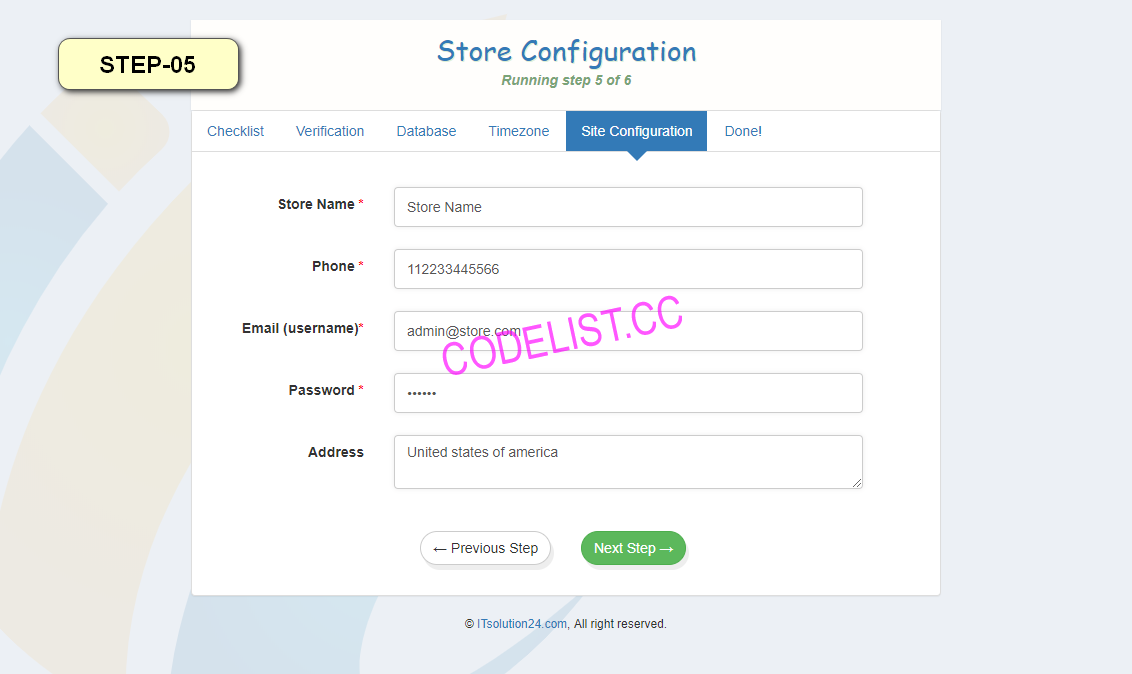 STEP-05
Store Configuration
Running step 5 of 6
Checklist Verification Database Timezone Site Configuration Done!
Store Name * Store Name
Phone * 112233445566
Email (username)* admin@store.com
CODELIST.CC
Password * ••••••
Address United states of america
← Previous Step Next Step →
© ITsolution24.com, All right reserved.